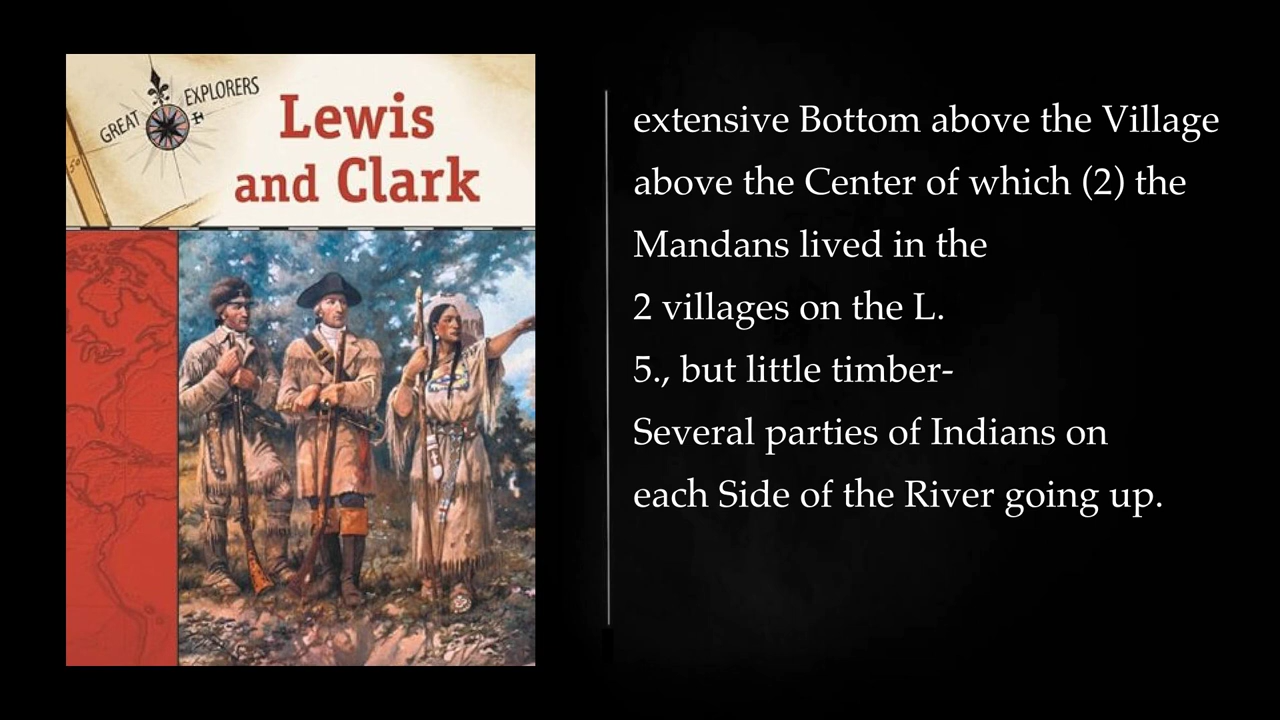 GREAT EXPLORERS
Lewis
and Clark
50
extensive Bottom above the Village
above the Center of which (2) the
Mandans lived in the
2 villages on the L.
5., but little timber-
Several parties of Indians on
each Side of the River going up.